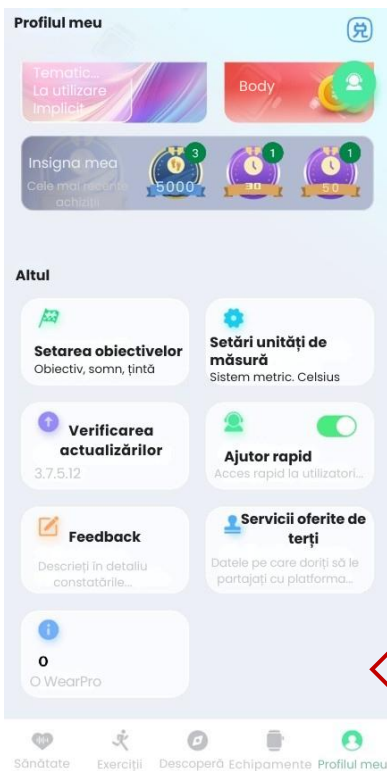 Profilul meu
兑
Tematic...
La utilizare
Implicit
Body
Insigna mea
Cele mai recente
achiziții
3
1
1
5000
30
50
Altul
Setarea obiectivelor
Obiectiv, somn, țintă
Setări unități de
măsură
Sistem metric. Celsius
Verificarea
actualizărilor
3.7.5.12
Ajutor rapid
Acces rapid la utilizatori...
Feedback
Descrieți în detaliu
constatările...
Servicii oferite de
terți
Datele pe care doriți să le
partajați cu platforma...
O
O WearPro
Sănătate
Exerciții
Descoperă
Echipamente
Profilul meu